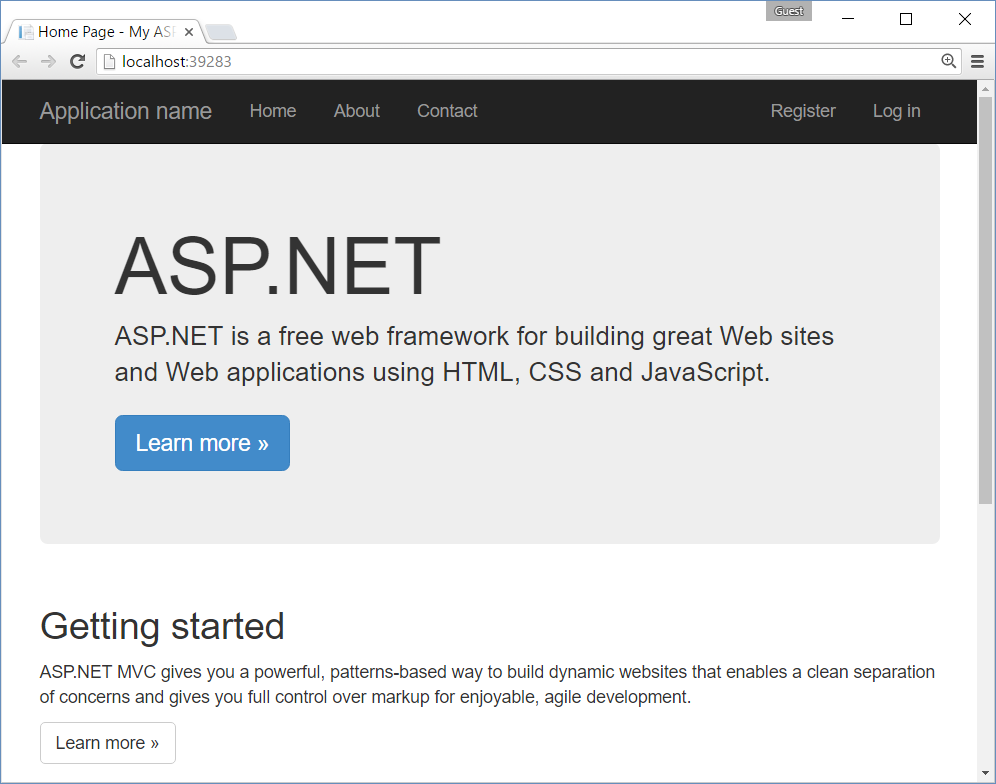 Guest
Home Page - My ASP
localhost:39283
Application name Home About Contact Register Log in
ASP.NET
ASP.NET is a free web framework for building great Web sites
and Web applications using HTML, CSS and JavaScript.
Learn more »
Getting started
ASP.NET MVC gives you a powerful, patterns-based way to build dynamic websites that enables a clean separation
of concerns and gives you full control over markup for enjoyable, agile development.
Learn more »